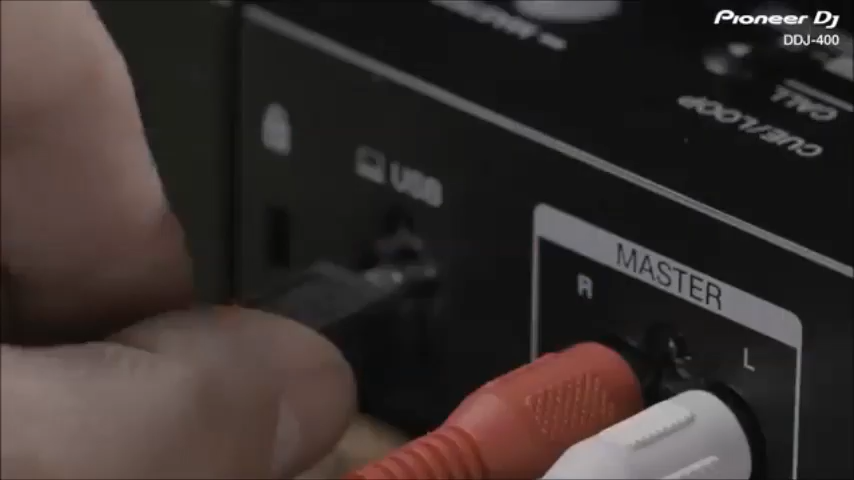 Pioneer Dj
DDJ-400
CALL
CUE/LOOP
USB
MASTER
R
L